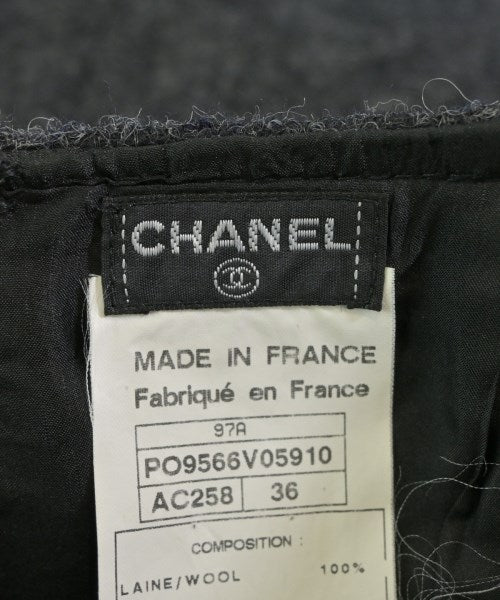 CHANEL
MADE IN FRANCE
Fabriqué en France
97A
PO9566V05910
AC258 36
COMPOSITION :
LAINE/WOOL 100%